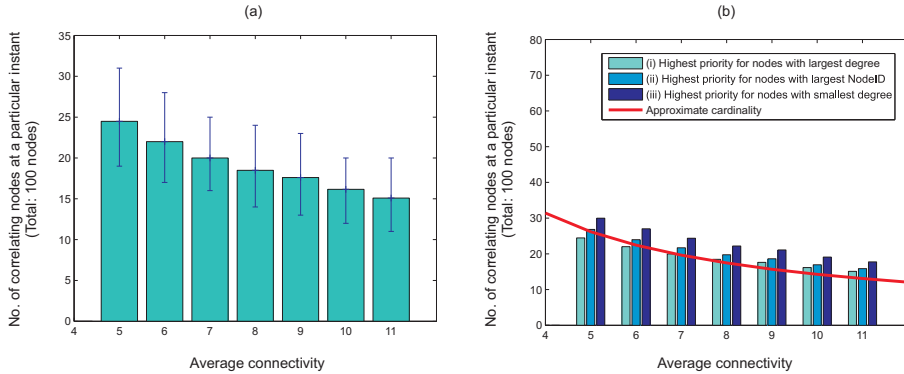 (a)
No. of correlating nodes at a particular instant
(Total: 100 nodes)
35
30
25
20
15
10
5
0
4 5 6 7 8 9 10 11
Average connectivity
(b)
No. of correlating nodes at a particular instant
(Total: 100 nodes)
80
70
60
50
40
30
20
10
0
(i) Highest priority for nodes with largest degree
(ii) Highest priority for nodes with largest NodeID
(iii) Highest priority for nodes with smallest degree
Approximate cardinality
4 5 6 7 8 9 10 11
Average connectivity